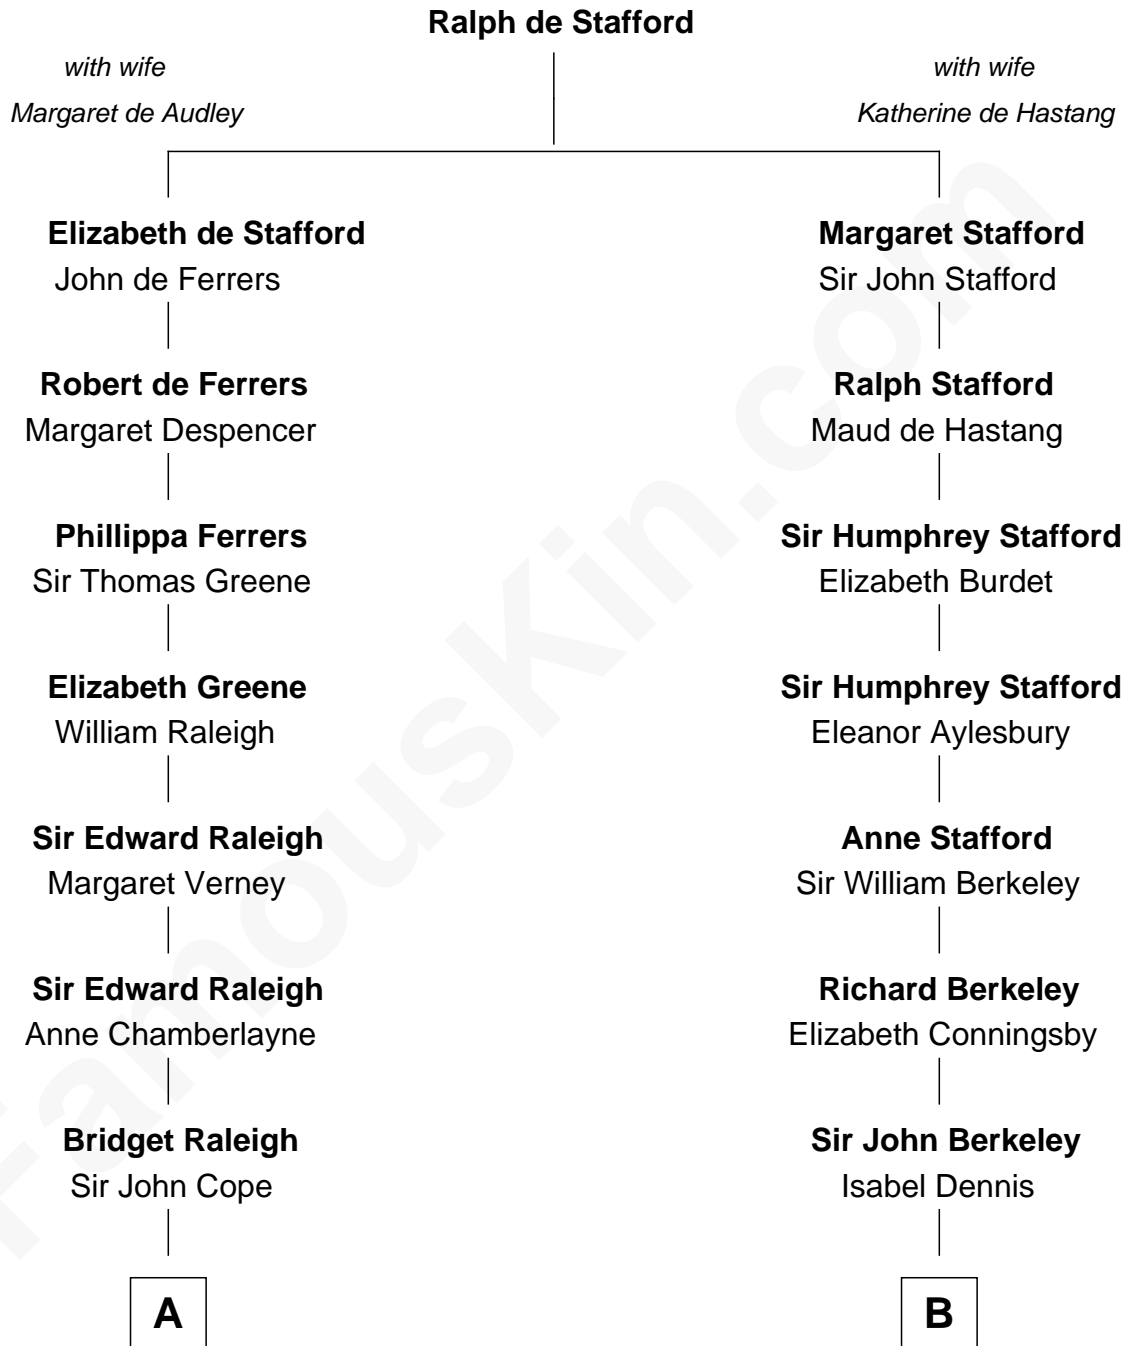 Ralph de Stafford
with wife
Margaret de Audley
with wife
Katherine de Hastang
Elizabeth de Stafford
John de Ferrers
Margaret Stafford
Sir John Stafford
Robert de Ferrers
Margaret Despencer
Ralph Stafford
Maud de Hastang
Phillippa Ferrers
Sir Thomas Greene
Sir Humphrey Stafford
Elizabeth Burdet
Elizabeth Greene
William Raleigh
Sir Humphrey Stafford
Eleanor Aylesbury
Sir Edward Raleigh
Margaret Verney
Anne Stafford
Sir William Berkeley
Sir Edward Raleigh
Anne Chamberlayne
Richard Berkeley
Elizabeth Conningsby
Bridget Raleigh
Sir John Cope
Sir John Berkeley
Isabel Dennis
A
B
FamousKin.com